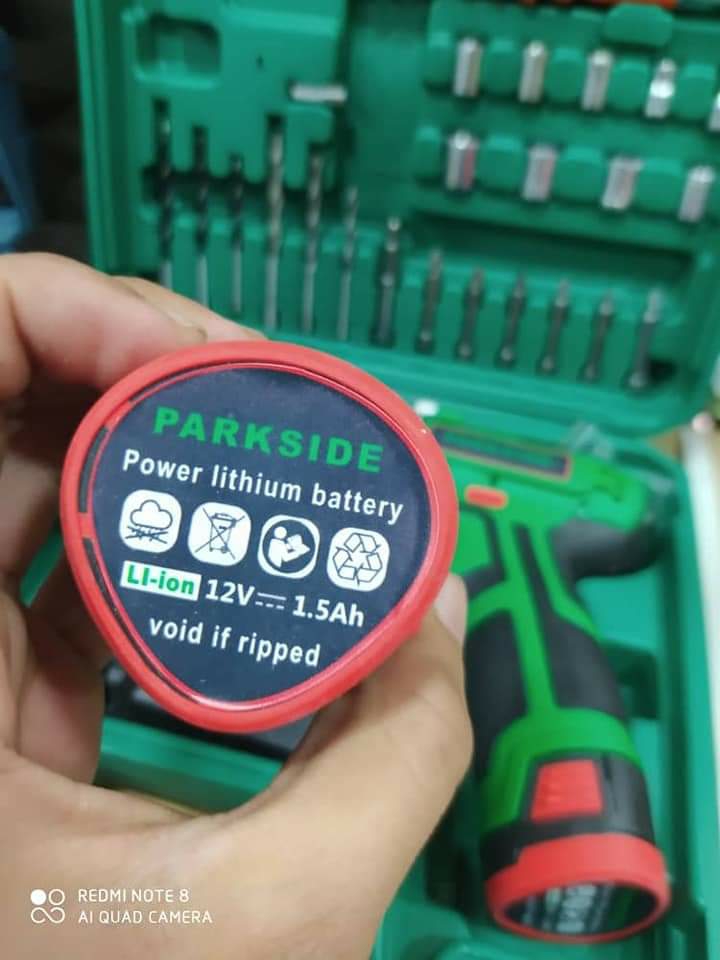 PARKSIDE
Power lithium battery
LI-ion 12V 1.5Ah
void if ripped
REDMI NOTE 8
AI QUAD CAMERA